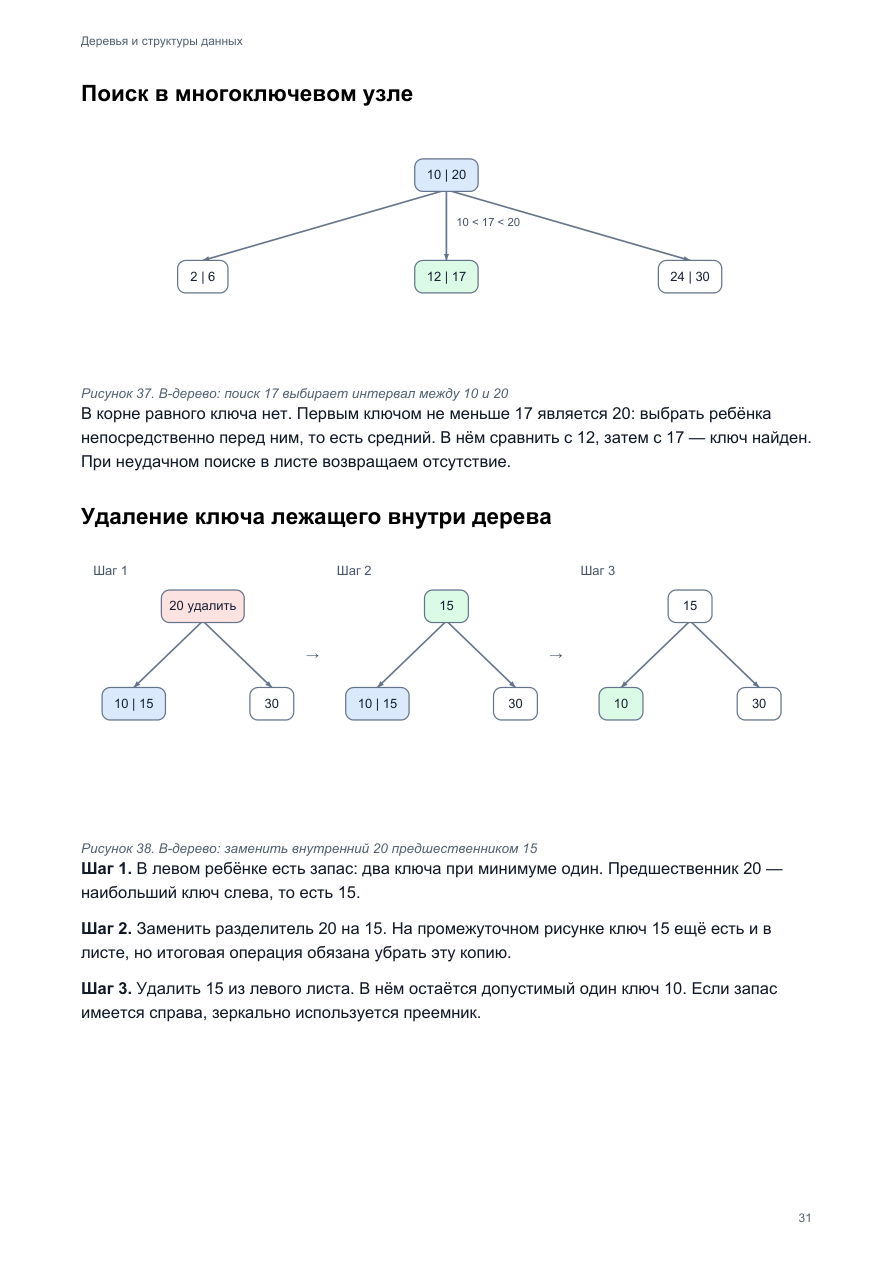 Деревья и структуры данных
Поиск в многоключевом узле
10 | 20
10 < 17 < 20
2 | 6
12 | 17
24 | 30
Рисунок 37. B-дерево: поиск 17 выбирает интервал между 10 и 20
В корне равного ключа нет. Первым ключом не меньше 17 является 20: выбрать ребёнка
непосредственно перед ним, то есть средний. В нём сравнить с 12, затем с 17 — ключ найден.
При неудачном поиске в листе возвращаем отсутствие.
Удаление ключа лежащего внутри дерева
Шаг 1
20 удалить
10 | 15
30
→
Шаг 2
15
10 | 15
30
→
Шаг 3
15
10
30
Рисунок 38. B-дерево: заменить внутренний 20 предшественником 15
Шаг 1. В левом ребёнке есть запас: два ключа при минимуме один. Предшественник 20 —
наибольший ключ слева, то есть 15.
Шаг 2. Заменить разделитель 20 на 15. На промежуточном рисунке ключ 15 ещё есть и в
листе, но итоговая операция обязана убрать эту копию.
Шаг 3. Удалить 15 из левого листа. В нём остаётся допустимый один ключ 10. Если запас
имеется справа, зеркально используется преемник.
31